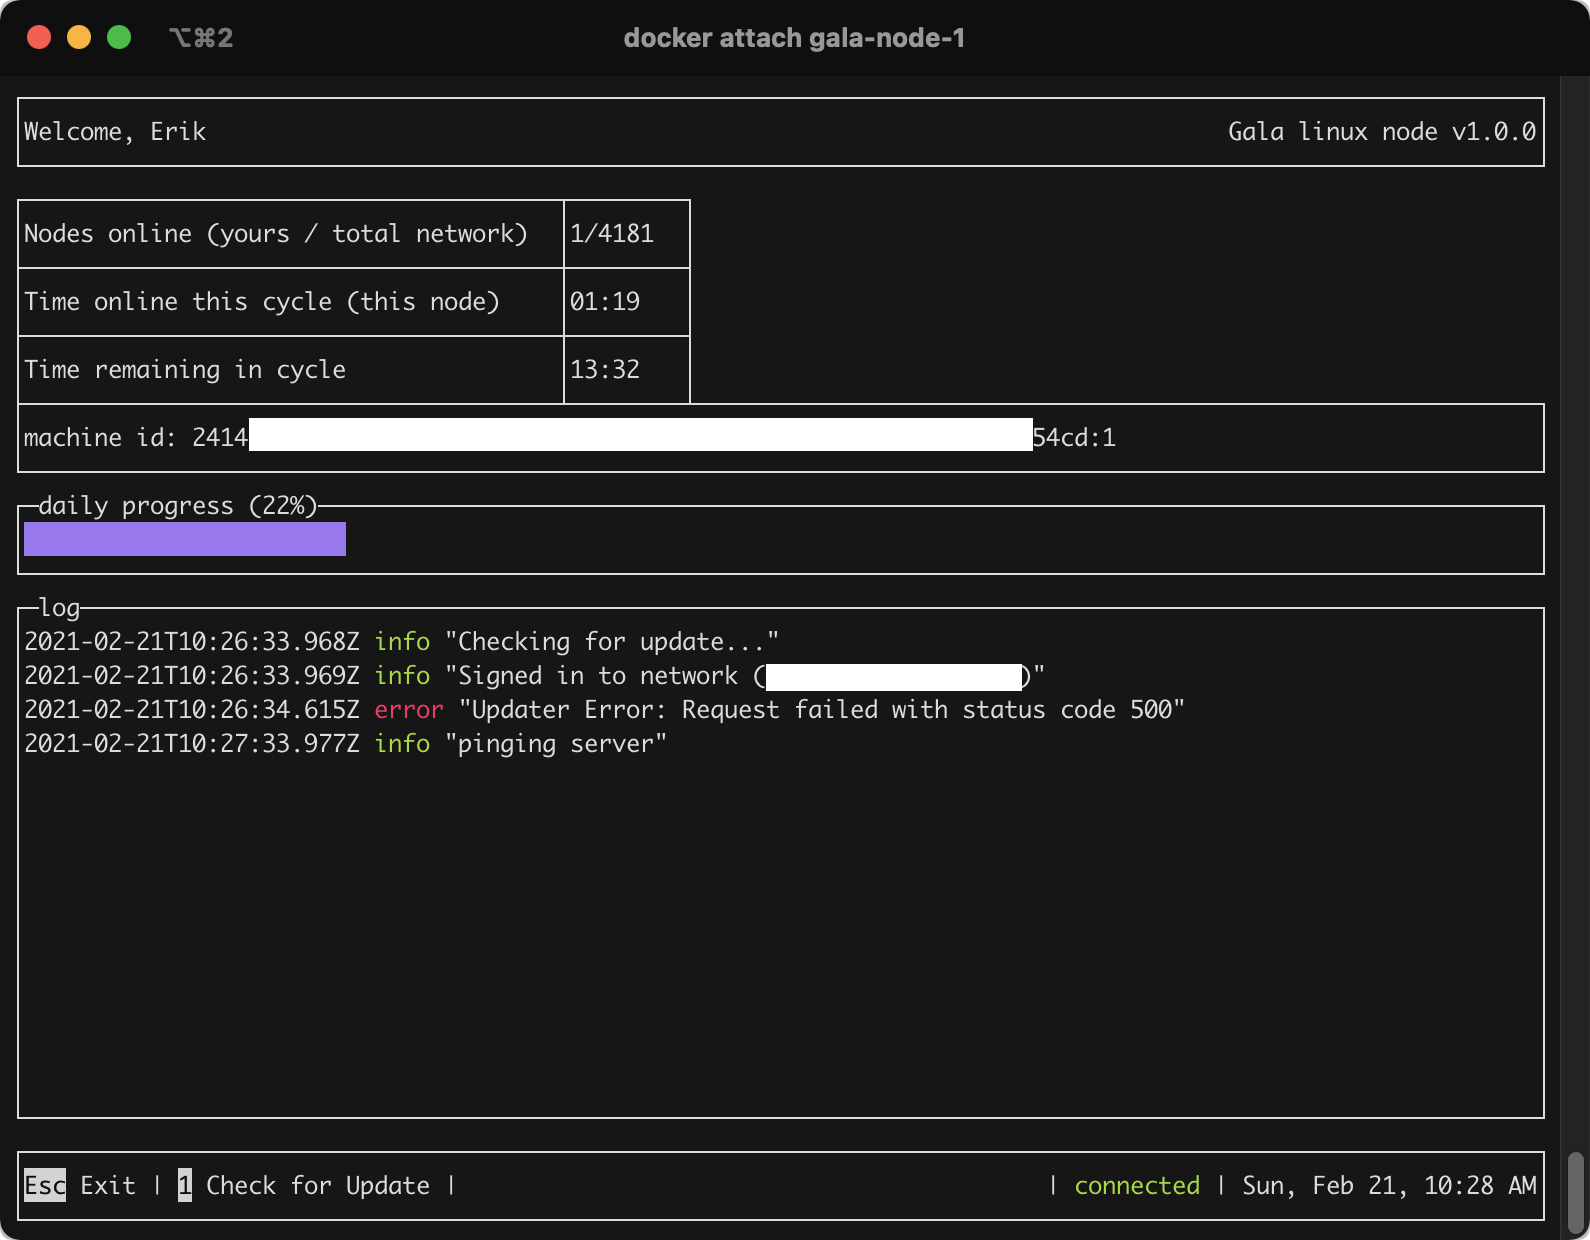 ⌥⌘2 docker attach gala-node-1
Welcome, Erik Gala linux node v1.0.0
Nodes online (yours / total network) 1/4181
Time online this cycle (this node) 01:19
Time remaining in cycle 13:32
machine id: 2414 54cd:1
daily progress (22%)
log
2021-02-21T10:26:33.968Z info "Checking for update..."
2021-02-21T10:26:33.969Z info "Signed in to network ( )"
2021-02-21T10:26:34.615Z error "Updater Error: Request failed with status code 500"
2021-02-21T10:27:33.977Z info "pinging server"
Esc Exit | 1 Check for Update | | connected | Sun, Feb 21, 10:28 AM